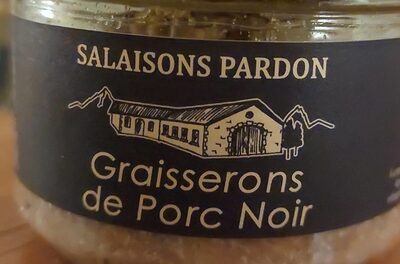 SALAISONS PARDON
Graisserons
de Porc Noir